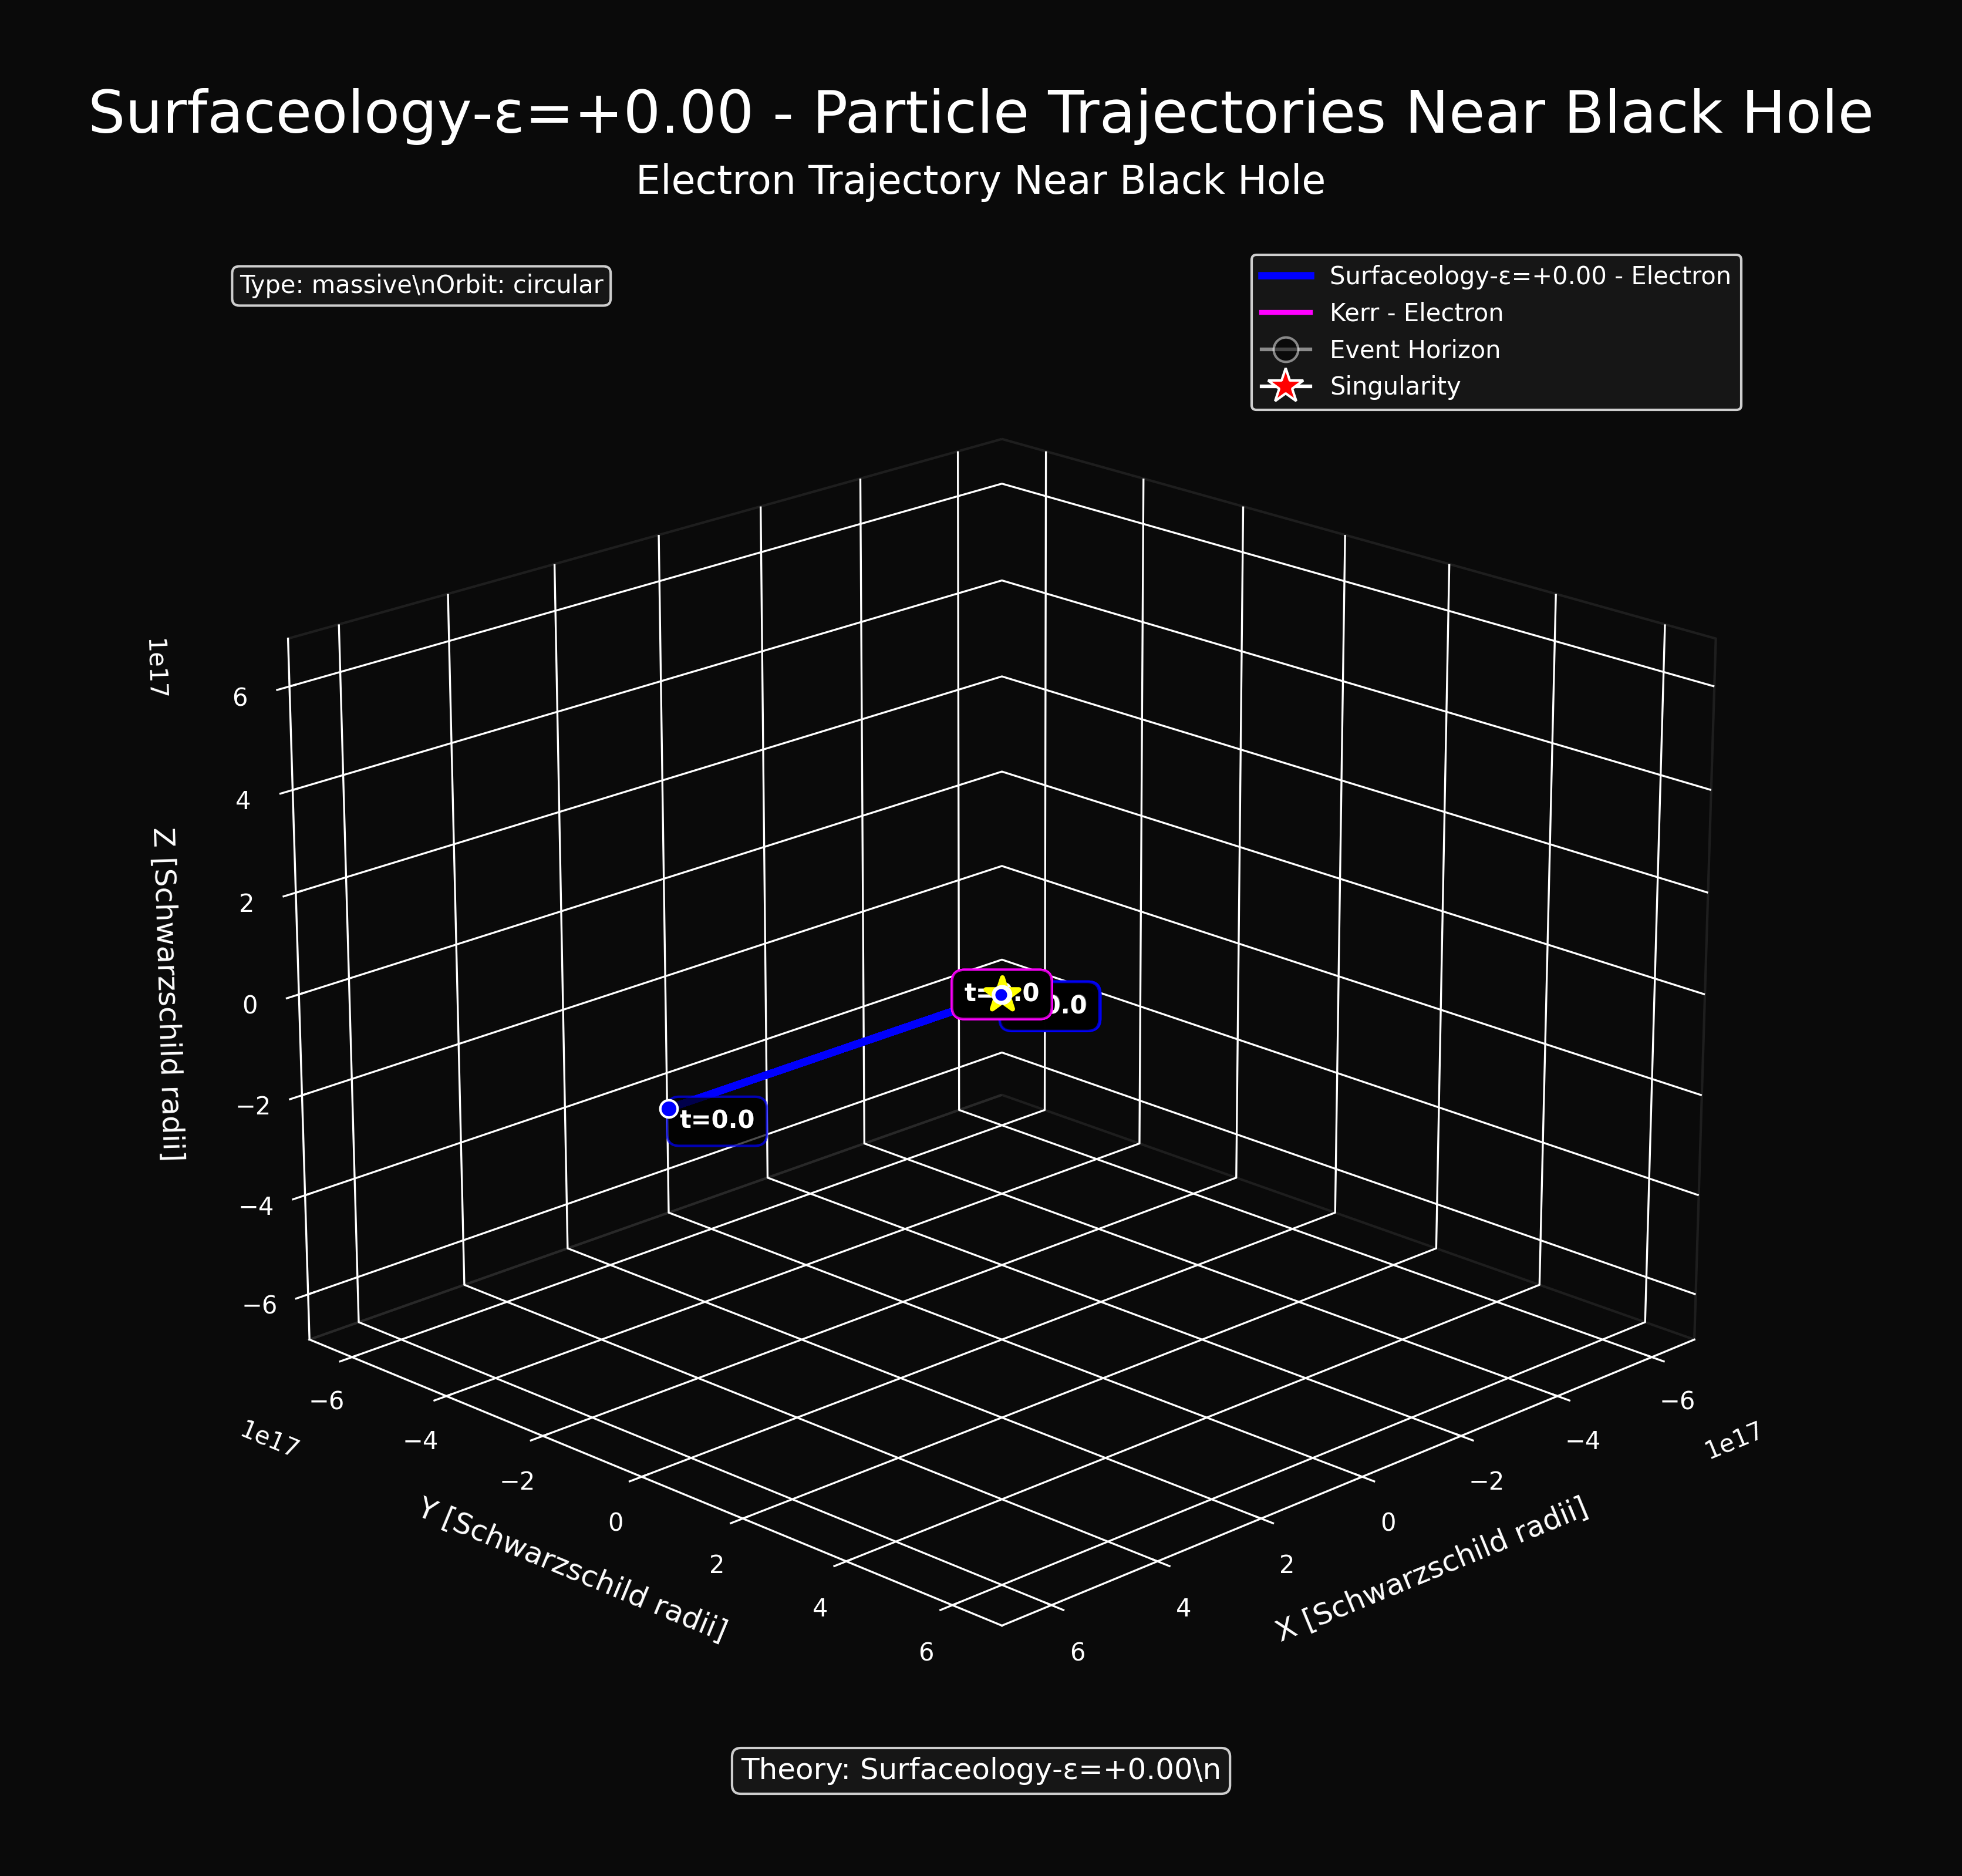 Surfaceology-ε=+0.00 - Particle Trajectories Near Black Hole
Electron Trajectory Near Black Hole
Type: massive\nOrbit: circular
Surfaceology-ε=+0.00 - Electron
Kerr - Electron
Event Horizon
Singularity
1e17
6
4
2
0
−2
−4
−6
Z [Schwarzschild radii]
t=0.0
−6
−4
−2
0
2
4
6
1e17
Y [Schwarzschild radii]
−6
−4
−2
0
2
4
6
1e17
X [Schwarzschild radii]
Theory: Surfaceology-ε=+0.00\n